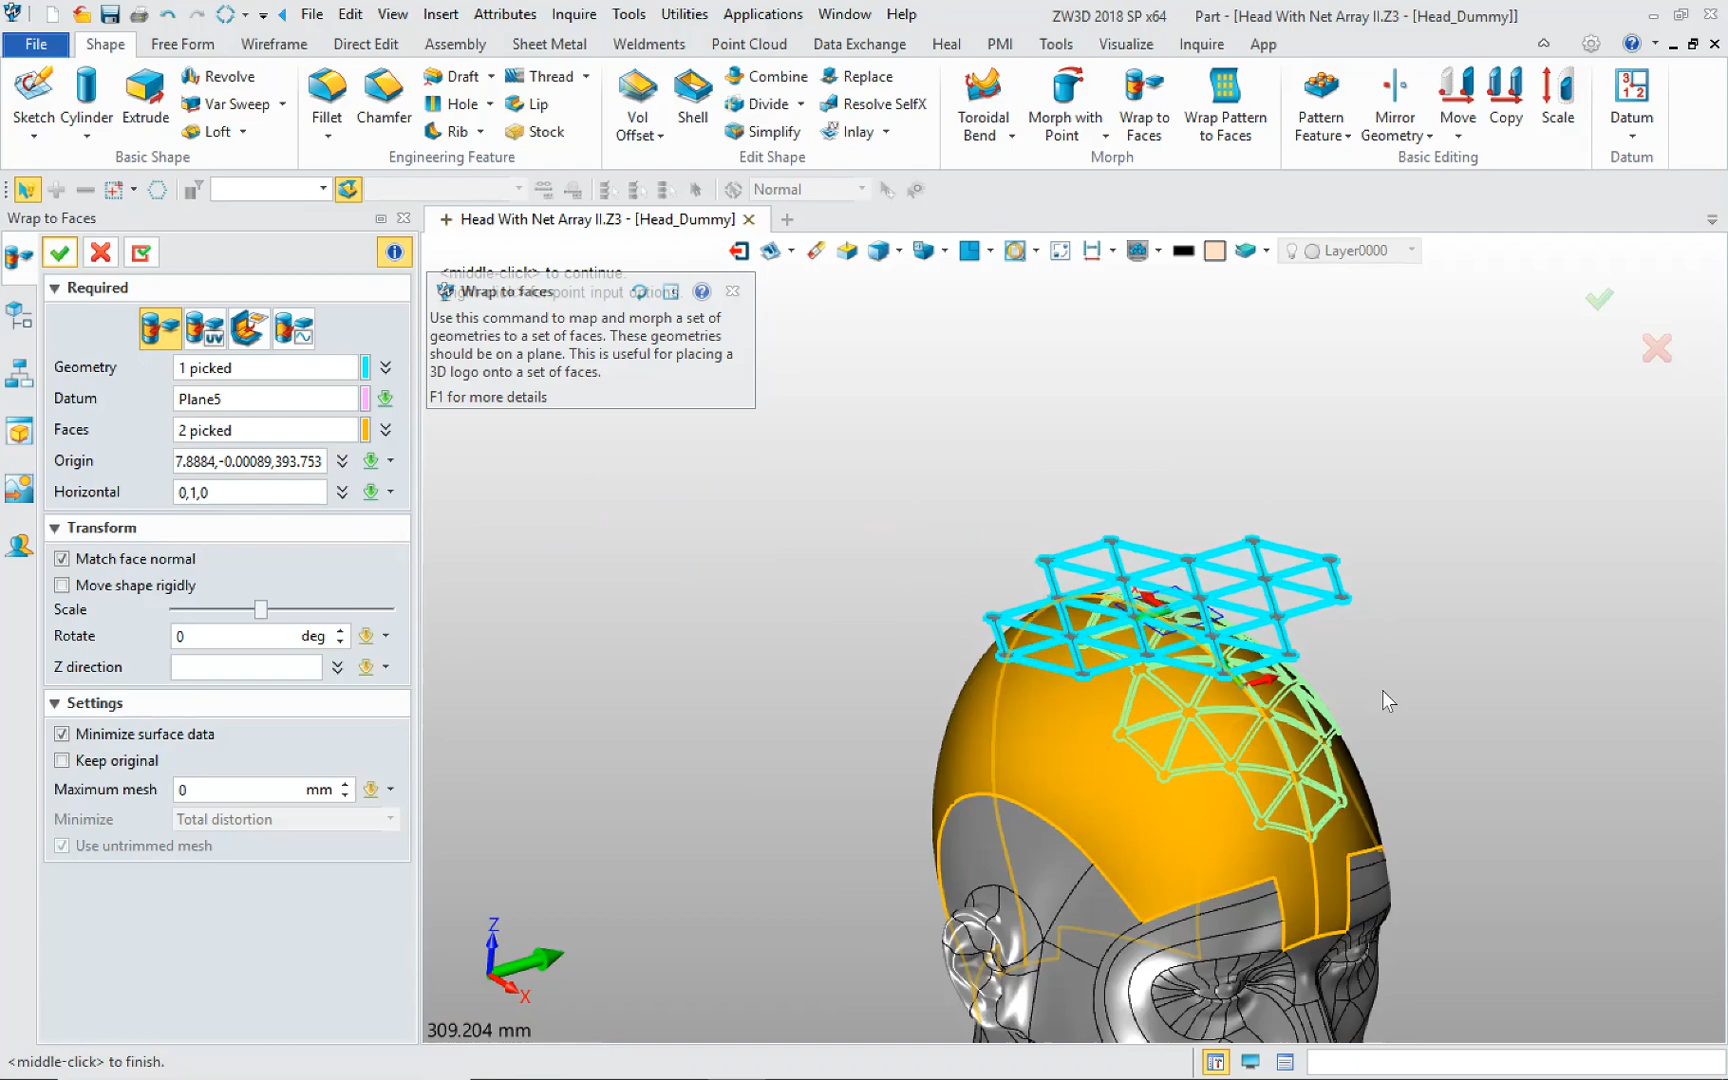 File Edit View Insert Attributes Inquire Tools Utilities Applications Window Help
ZW3D 2018 SP x64 Part - [Head With Net Array II.Z3 - [Head_Dummy]]
File Shape Free Form Wireframe Direct Edit Assembly Sheet Metal Weldments Point Cloud Data Exchange Heal PMI Tools Visualize Inquire App
Sketch Cylinder Extrude Revolve Var Sweep Loft
Basic Shape
Fillet Chamfer Draft Thread Hole Lip Rib Stock
Engineering Feature
Vol Offset Shell Combine Replace Divide Resolve SelfX Simplify Inlay
Edit Shape
Toroidal Bend Morph with Point Wrap to Faces Wrap Pattern to Faces
Morph
Pattern Feature Mirror Geometry Move Copy Scale
Basic Editing
Datum
Datum
Normal
Wrap to Faces
Head With Net Array II.Z3 - [Head_Dummy]
Layer0000
Required
Geometry 1 picked
Datum Plane5
Faces 2 picked
Origin 7.8884,-0.00089,393.753
Horizontal 0,1,0
Transform
Match face normal
Move shape rigidly
Scale
Rotate 0 deg
Z direction
Settings
Minimize surface data
Keep original
Maximum mesh 0 mm
Minimize Total distortion
Use untrimmed mesh
<middle-click> to continue.
point input options.
Wrap to faces
Use this command to map and morph a set of
geometries to a set of faces. These geometries
should be on a plane. This is useful for placing a
3D logo onto a set of faces.
F1 for more details
Z
X
309.204 mm
<middle-click> to finish.